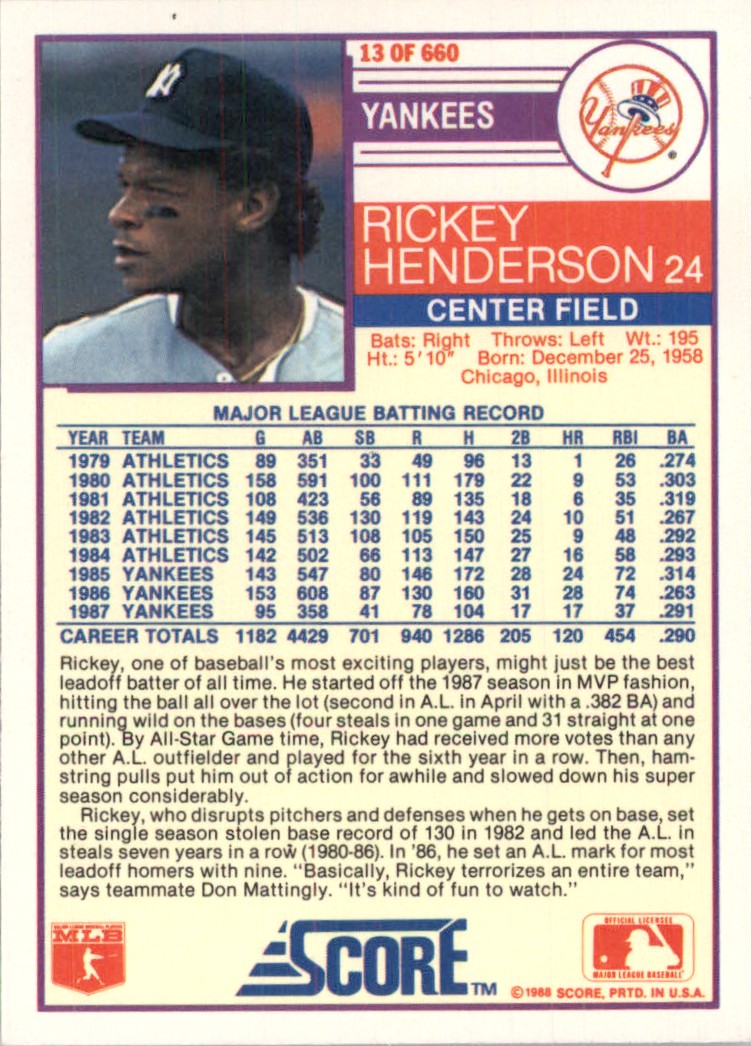 13 OF 660
YANKEES
Yankees
®
RICKEY
HENDERSON 24
CENTER FIELD
Bats: Right Throws: Left Wt.: 195
Ht.: 5'10" Born: December 25, 1958
Chicago, Illinois
MAJOR LEAGUE BATTING RECORD
YEAR TEAM G AB SB R H 2B HR RBI BA
1979 ATHLETICS 89 351 33 49 96 13 1 26 .274
1980 ATHLETICS 158 591 100 111 179 22 9 53 .303
1981 ATHLETICS 108 423 56 89 135 18 6 35 .319
1982 ATHLETICS 149 536 130 119 143 24 10 51 .267
1983 ATHLETICS 145 513 108 105 150 25 9 48 .292
1984 ATHLETICS 142 502 66 113 147 27 16 58 .293
1985 YANKEES 143 547 80 146 172 28 24 72 .314
1986 YANKEES 153 608 87 130 160 31 28 74 .263
1987 YANKEES 95 358 41 78 104 17 17 37 .291
CAREER TOTALS 1182 4429 701 940 1286 205 120 454 .290
Rickey, one of baseball's most exciting players, might just be the best
leadoff batter of all time. He started off the 1987 season in MVP fashion,
hitting the ball all over the lot (second in A.L. in April with a .382 BA) and
running wild on the bases (four steals in one game and 31 straight at one
point). By All-Star Game time, Rickey had received more votes than any
other A.L. outfielder and played for the sixth year in a row. Then, ham-
string pulls put him out of action for awhile and slowed down his super
season considerably.
Rickey, who disrupts pitchers and defenses when he gets on base, set
the single season stolen base record of 130 in 1982 and led the A.L. in
steals seven years in a row (1980-86). In '86, he set an A.L. mark for most
leadoff homers with nine. "Basically, Rickey terrorizes an entire team,"
says teammate Don Mattingly. "It's kind of fun to watch."
MAJOR LEAGUE BASEBALL PLAYERS
MLB
SCORE™
OFFICIAL LICENSEE
MAJOR LEAGUE BASEBALL
©1988 SCORE, PRTD. IN U.S.A.